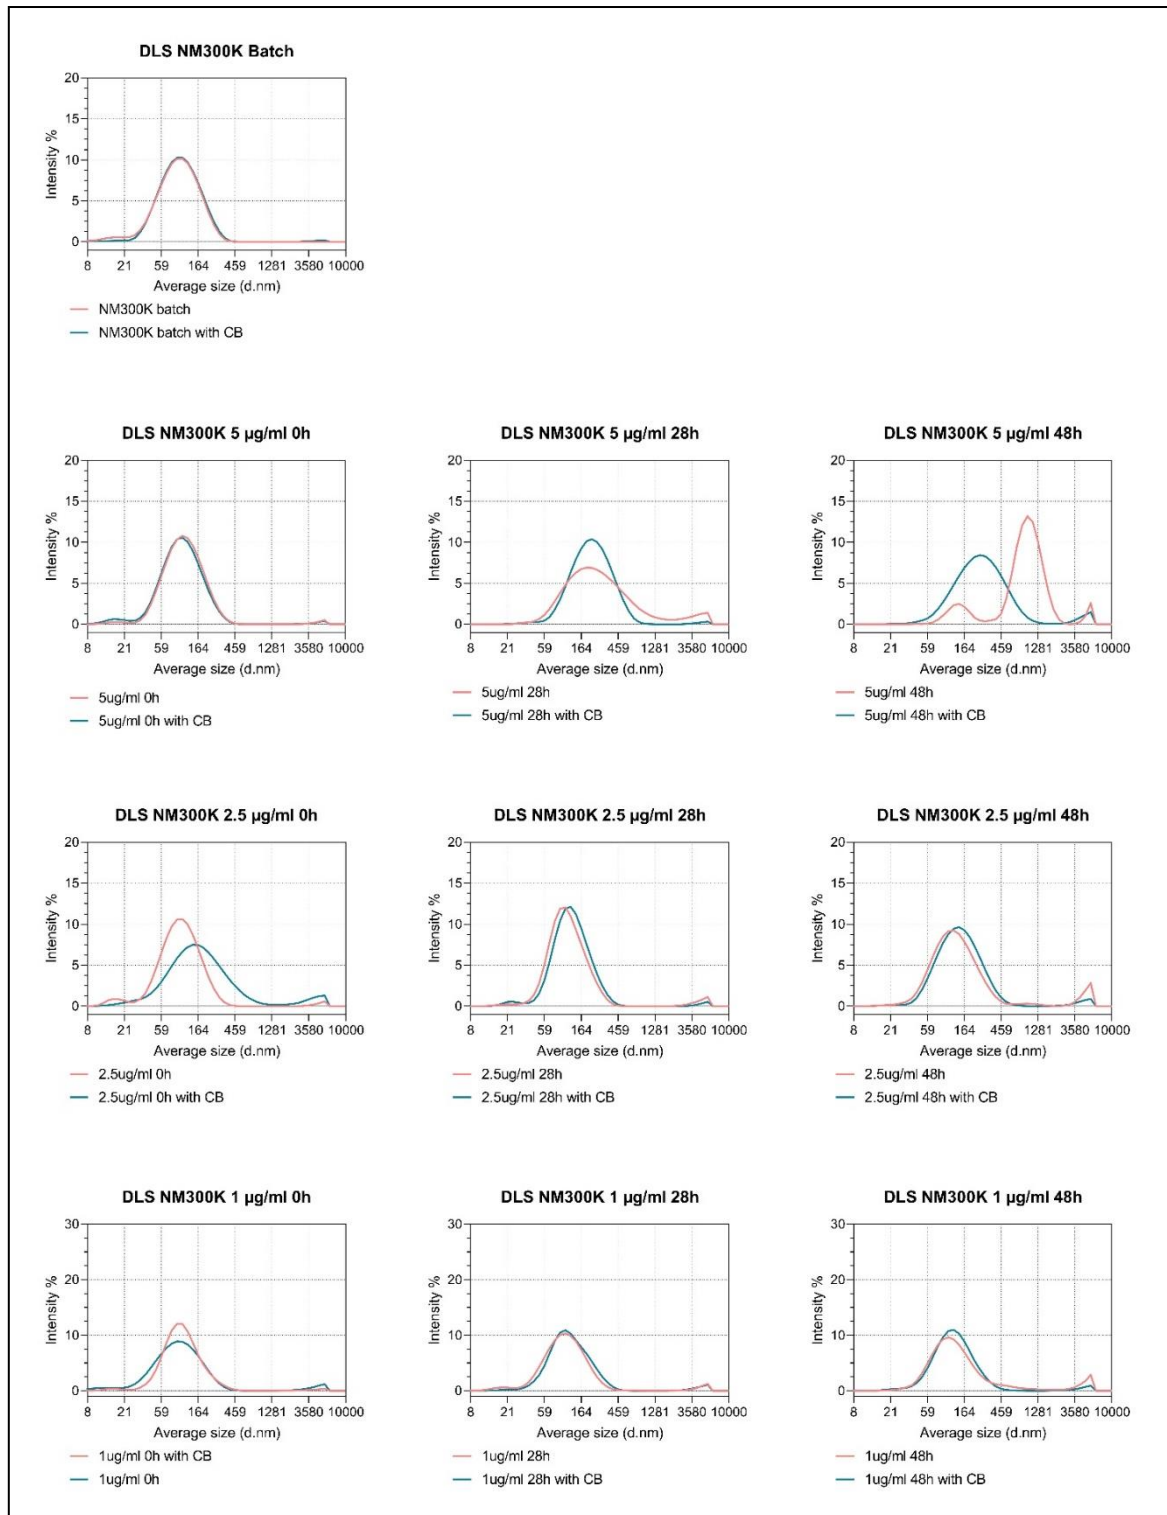 DLS NM300K Batch
20
15
10
5
0
Intensity %
8 21 59 164 459 1281 3580 10000
Average size (d.nm)
NM300K batch
NM300K batch with CB
DLS NM300K 5 µg/ml 0h
20
15
10
5
0
Intensity %
8 21 59 164 459 1281 3580 10000
Average size (d.nm)
5ug/ml 0h
5ug/ml 0h with CB
DLS NM300K 5 µg/ml 28h
20
15
10
5
0
Intensity %
8 21 59 164 459 1281 3580 10000
Average size (d.nm)
5ug/ml 28h
5ug/ml 28h with CB
DLS NM300K 5 µg/ml 48h
20
15
10
5
0
Intensity %
8 21 59 164 459 1281 3580 10000
Average size (d.nm)
5ug/ml 48h
5ug/ml 48h with CB
DLS NM300K 2.5 µg/ml 0h
20
15
10
5
0
Intensity %
8 21 59 164 459 1281 3580 10000
Average size (d.nm)
2.5ug/ml 0h
2.5ug/ml 0h with CB
DLS NM300K 2.5 µg/ml 28h
20
15
10
5
0
Intensity %
8 21 59 164 459 1281 3580 10000
Average size (d.nm)
2.5ug/ml 28h
2.5ug/ml 28h with CB
DLS NM300K 2.5 µg/ml 48h
20
15
10
5
0
Intensity %
8 21 59 164 459 1281 3580 10000
Average size (d.nm)
2.5ug/ml 48h
2.5ug/ml 48h with CB
DLS NM300K 1 µg/ml 0h
30
20
10
0
Intensity %
8 21 59 164 459 1281 3580 10000
Average size (d.nm)
1ug/ml 0h with CB
1ug/ml 0h
DLS NM300K 1 µg/ml 28h
30
20
10
0
Intensity %
8 21 59 164 459 1281 3580 10000
Average size (d.nm)
1ug/ml 28h
1ug/ml 28h with CB
DLS NM300K 1 µg/ml 48h
30
20
10
0
Intensity %
8 21 59 164 459 1281 3580 10000
Average size (d.nm)
1ug/ml 48h
1ug/ml 48h with CB